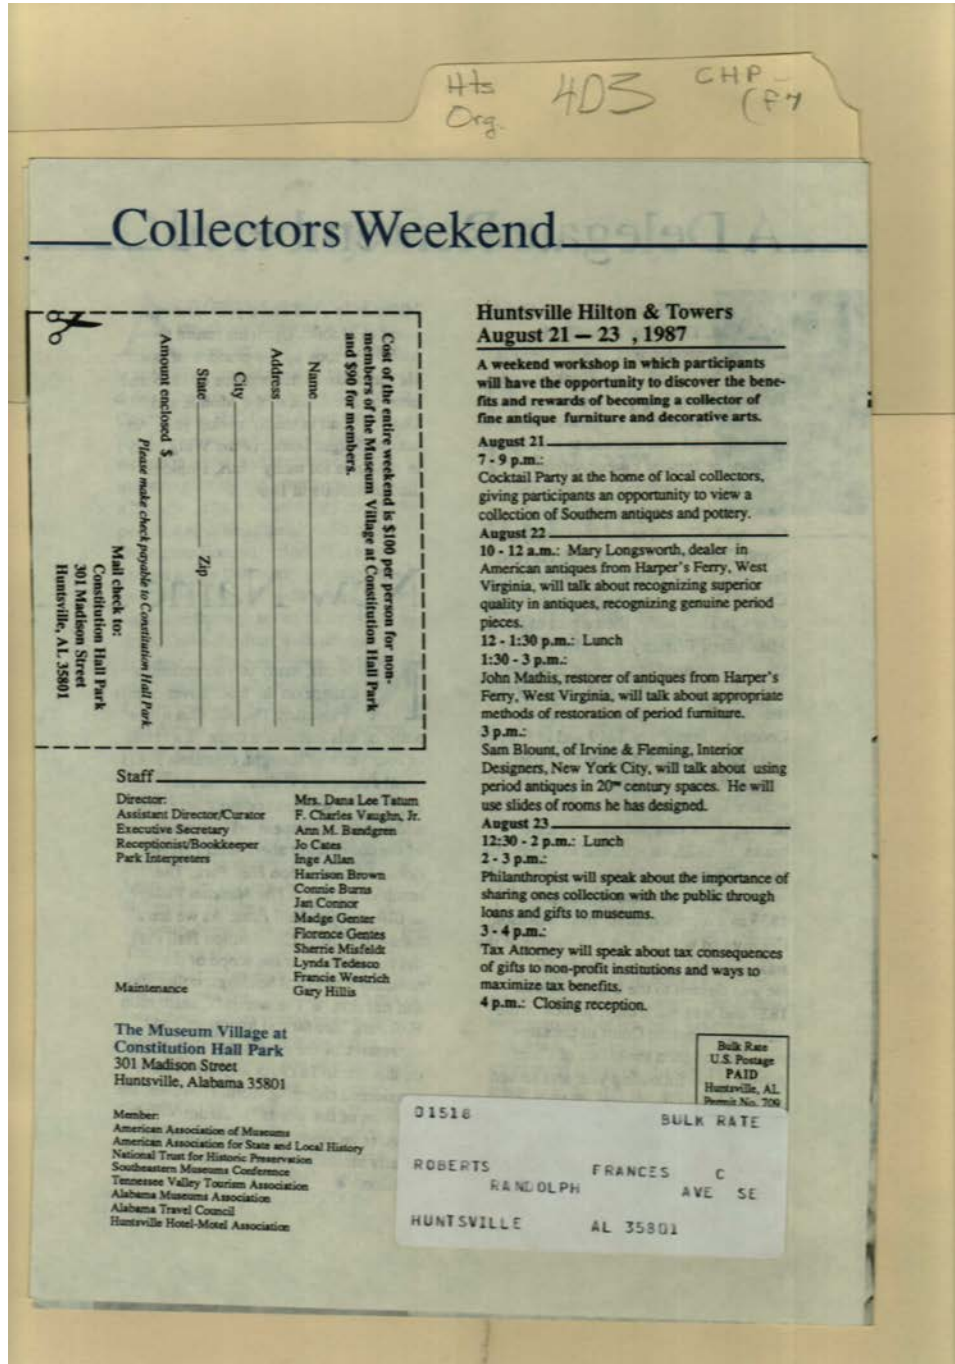 Hts
Org.
403
CHP -
Collectors Weekend
Cost of the entire weekend is $100 per person for non-
members of the Museum Village at Constitution Hall Park
and $90 for members.
Name
Address
City
State Zip
Amount enclosed $
Please make check payable to Constitution Hall Park.
Mail check to:
Constitution Hall Park
301 Madison Street
Huntsville, AL 35801
Staff
Director: Mrs. Dana Lee Tatum
Assistant Director/Curator F. Charles Vaughn, Jr.
Executive Secretary Ann M. Bandgren
Receptionist/Bookkeeper Jo Cates
Park Interpreters Inge Allan
Harrison Brown
Connie Burns
Jan Connor
Madge Genter
Florence Gentes
Sherrie Misfeldt
Lynda Tedesco
Francie Westrich
Maintenance Gary Hillis
The Museum Village at
Constitution Hall Park
301 Madison Street
Huntsville, Alabama 35801
Member:
American Association of Museums
American Association for State and Local History
National Trust for Historic Preservation
Southeastern Museums Conference
Tennessee Valley Tourism Association
Alabama Museums Association
Alabama Travel Council
Huntsville Hotel-Motel Association
Huntsville Hilton & Towers
August 21 — 23 , 1987
A weekend workshop in which participants
will have the opportunity to discover the bene-
fits and rewards of becoming a collector of
fine antique furniture and decorative arts.
August 21
7 - 9 p.m.:
Cocktail Party at the home of local collectors,
giving participants an opportunity to view a
collection of Southern antiques and pottery.
August 22
10 - 12 a.m.: Mary Longsworth, dealer in
American antiques from Harper's Ferry, West
Virginia, will talk about recognizing superior
quality in antiques, recognizing genuine period
pieces.
12 - 1:30 p.m.: Lunch
1:30 - 3 p.m.:
John Mathis, restorer of antiques from Harper's
Ferry, West Virginia, will talk about appropriate
methods of restoration of period furniture.
3 p.m.:
Sam Blount, of Irvine & Fleming, Interior
Designers, New York City, will talk about using
period antiques in 20th century spaces. He will
use slides of rooms he has designed.
August 23
12:30 - 2 p.m.: Lunch
2 - 3 p.m.:
Philanthropist will speak about the importance of
sharing ones collection with the public through
loans and gifts to museums.
3 - 4 p.m.:
Tax Attorney will speak about tax consequences
of gifts to non-profit institutions and ways to
maximize tax benefits.
4 p.m.: Closing reception.
Bulk Rate
U.S. Postage
PAID
Huntsville, AL
Permit No. 709
01518 BULK RATE
ROBERTS FRANCES C
RANDOLPH AVE SE
HUNTSVILLE AL 35801